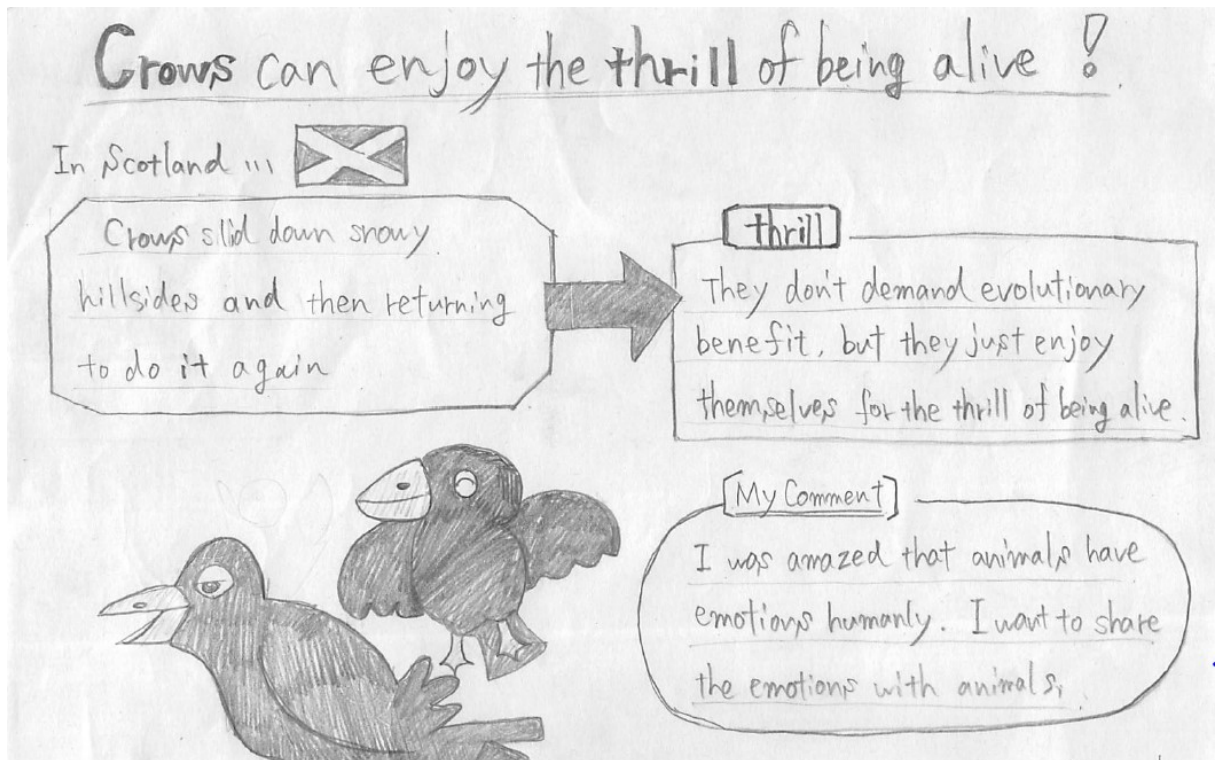 Crows can enjoy the thrill of being alive !
In Scotland ...
Crows slid down snowy
hillsides and then returning
to do it again
thrill
They don't demand evolutionary
benefit, but they just enjoy
themselves for the thrill of being alive.
My Comment
I was amazed that animals have
emotions humanly. I want to share
the emotions with animals.